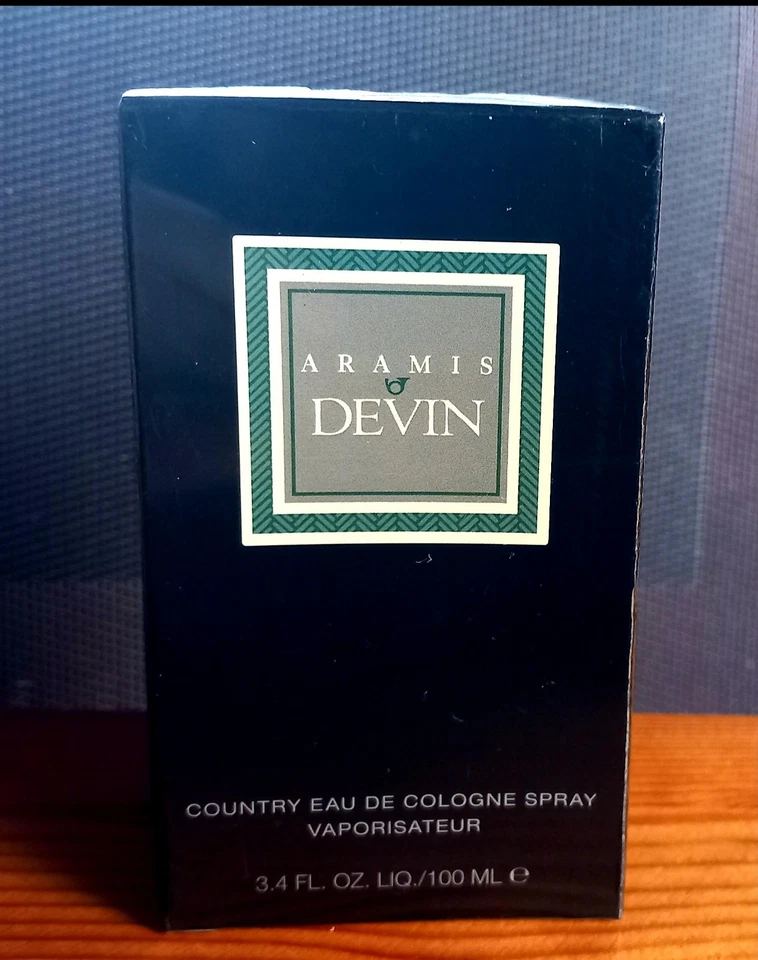 ARAMIS
DEVIN
COUNTRY EAU DE COLOGNE SPRAY
VAPORISATEUR
3.4 FL. OZ. LIQ./100 ML ℮